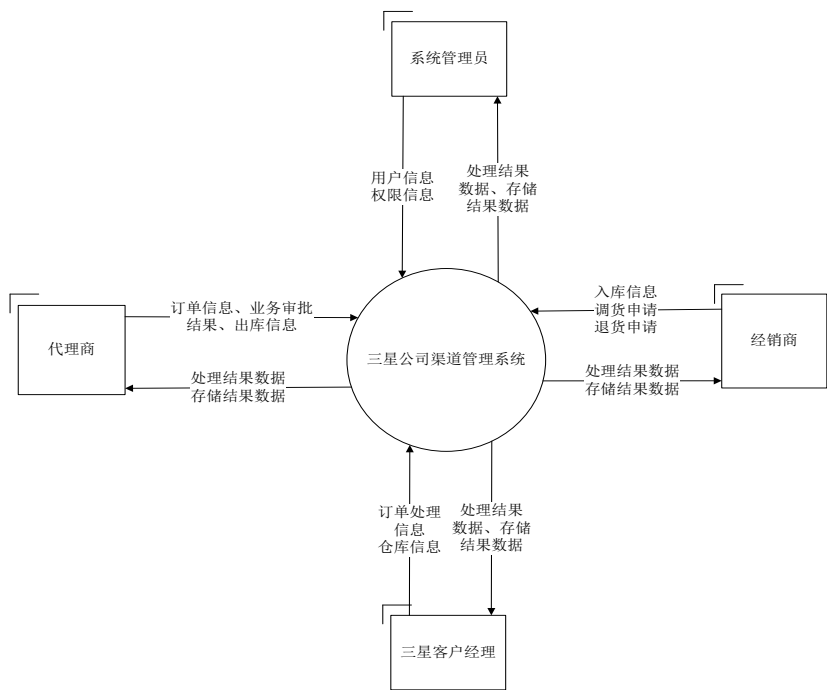 系统管理员
用户信息
权限信息
处理结果
数据、存储
结果数据
代理商
订单信息、业务审批
结果、出库信息
处理结果数据
存储结果数据
三星公司渠道管理系统
入库信息
调货申请
退货申请
经销商
处理结果数据
存储结果数据
订单处理
信息
仓库信息
处理结果
数据、存储
结果数据
三星客户经理